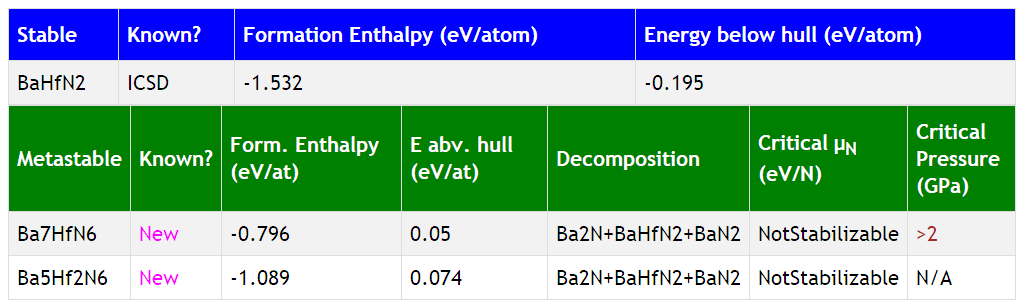 Stable Known? Formation Enthalpy (eV/atom) Energy below hull (eV/atom)
BaHfN2 ICSD -1.532 -0.195
Metastable Known? Form. Enthalpy (eV/at) E abv. hull (eV/at) Decomposition Critical μN (eV/N) Critical Pressure (GPa)
Ba7HfN6 New -0.796 0.05 Ba2N+BaHfN2+BaN2 NotStabilizable >2
Ba5Hf2N6 New -1.089 0.074 Ba2N+BaHfN2+BaN2 NotStabilizable N/A